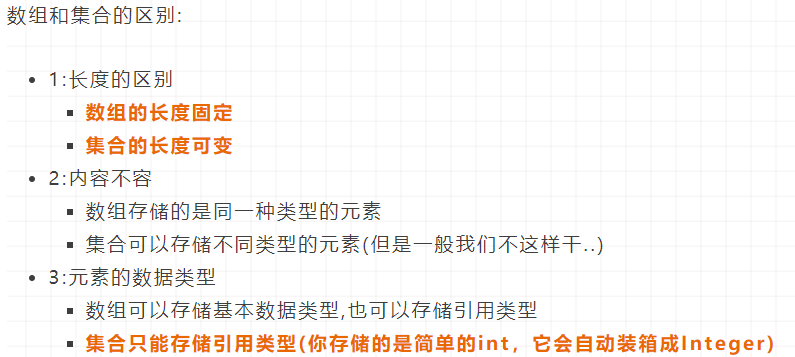 数组和集合的区别:
1:长度的区别
数组的长度固定
集合的长度可变
2:内容不容
数组存储的是同一种类型的元素
集合可以存储不同类型的元素(但是一般我们不这样干..)
3:元素的数据类型
数组可以存储基本数据类型,也可以存储引用类型
集合只能存储引用类型(你存储的是简单的int，它会自动装箱成Integer)